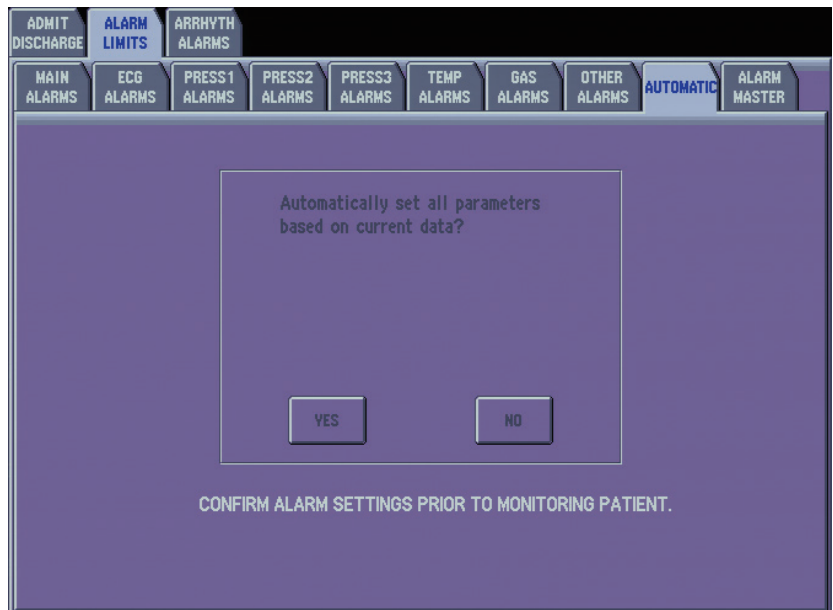 ADMIT DISCHARGE
ALARM LIMITS
ARRHYTH ALARMS
MAIN ALARMS
ECG ALARMS
PRESS1 ALARMS
PRESS2 ALARMS
PRESS3 ALARMS
TEMP ALARMS
GAS ALARMS
OTHER ALARMS
AUTOMATIC
ALARM MASTER
Automatically set all parameters
based on current data?
YES
NO
CONFIRM ALARM SETTINGS PRIOR TO MONITORING PATIENT.